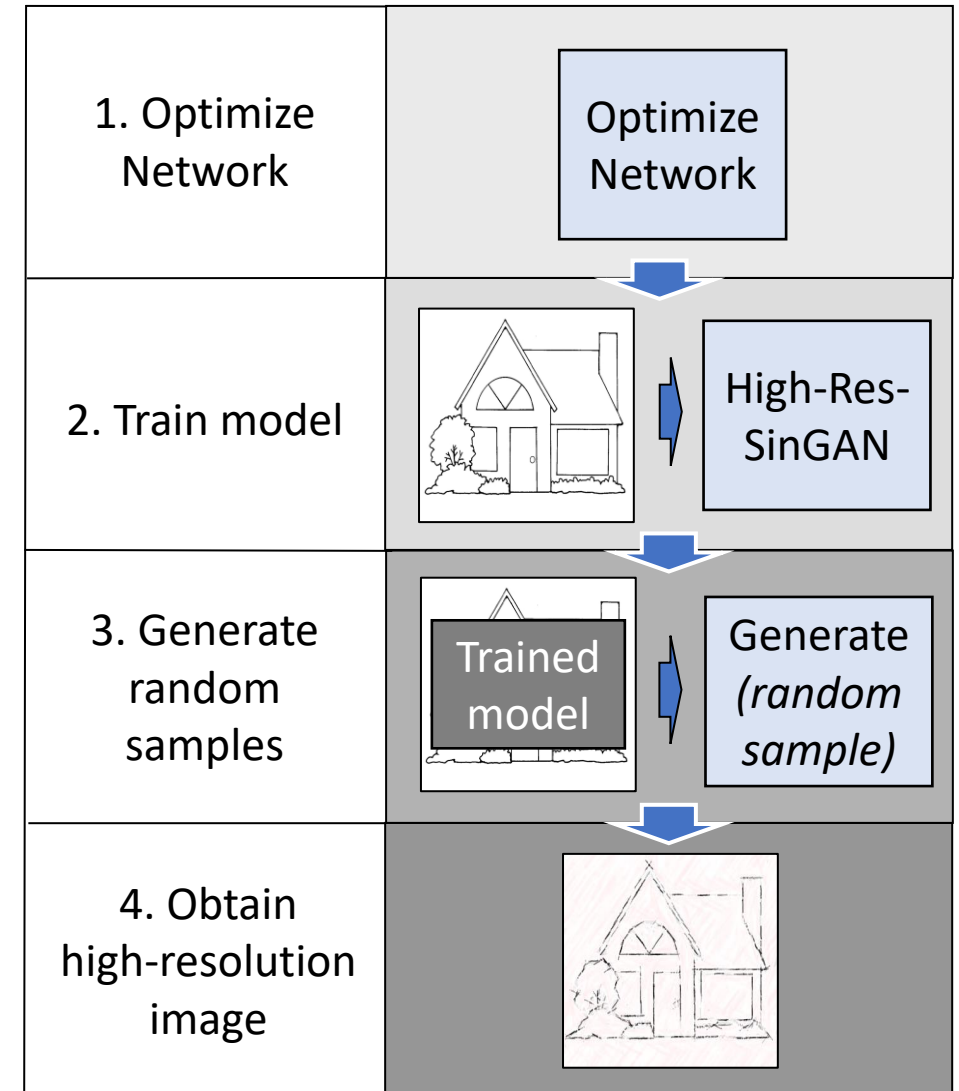 1. Optimize
Network
Optimize
Network
2. Train model
High-Res-
SinGAN
3. Generate
random
samples
Trained
model
Generate
(random
sample)
4. Obtain
high-resolution
image